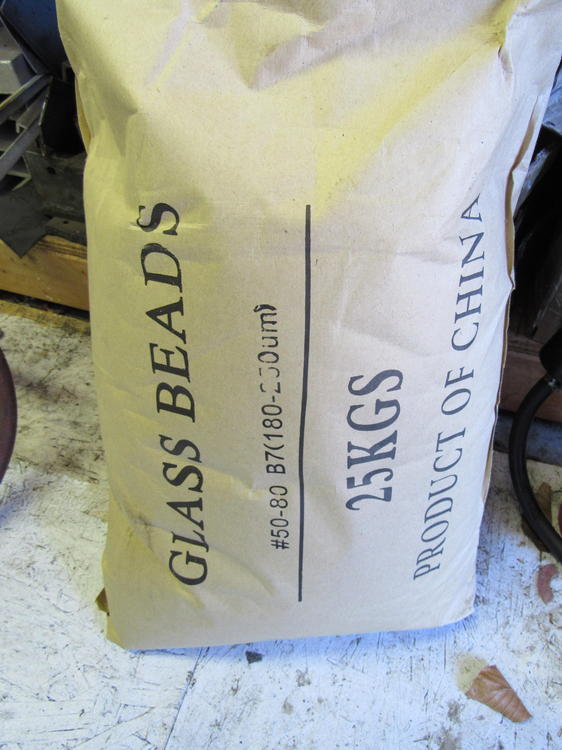 GLASS BEADS
#50-80 B7(180-250um)
25KGS
PRODUCT OF CHINA